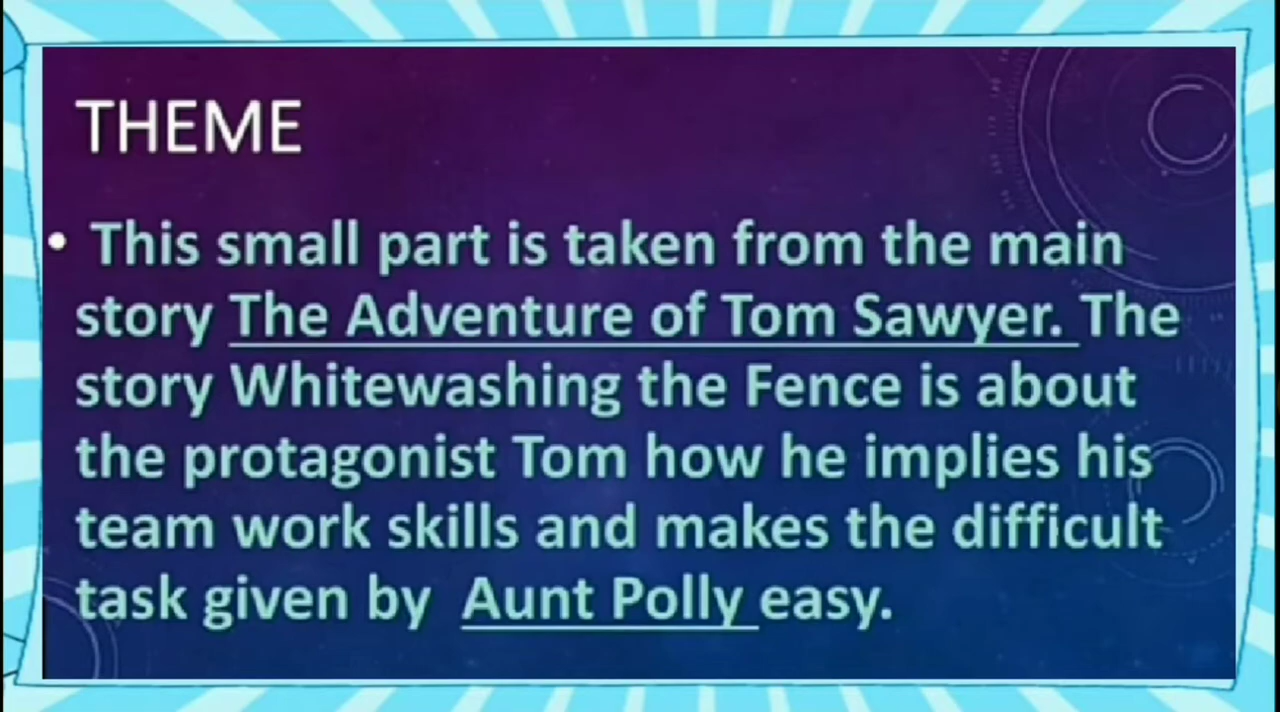 THEME
• This small part is taken from the main
story The Adventure of Tom Sawyer. The
story Whitewashing the Fence is about
the protagonist Tom how he implies his
team work skills and makes the difficult
task given by Aunt Polly easy.